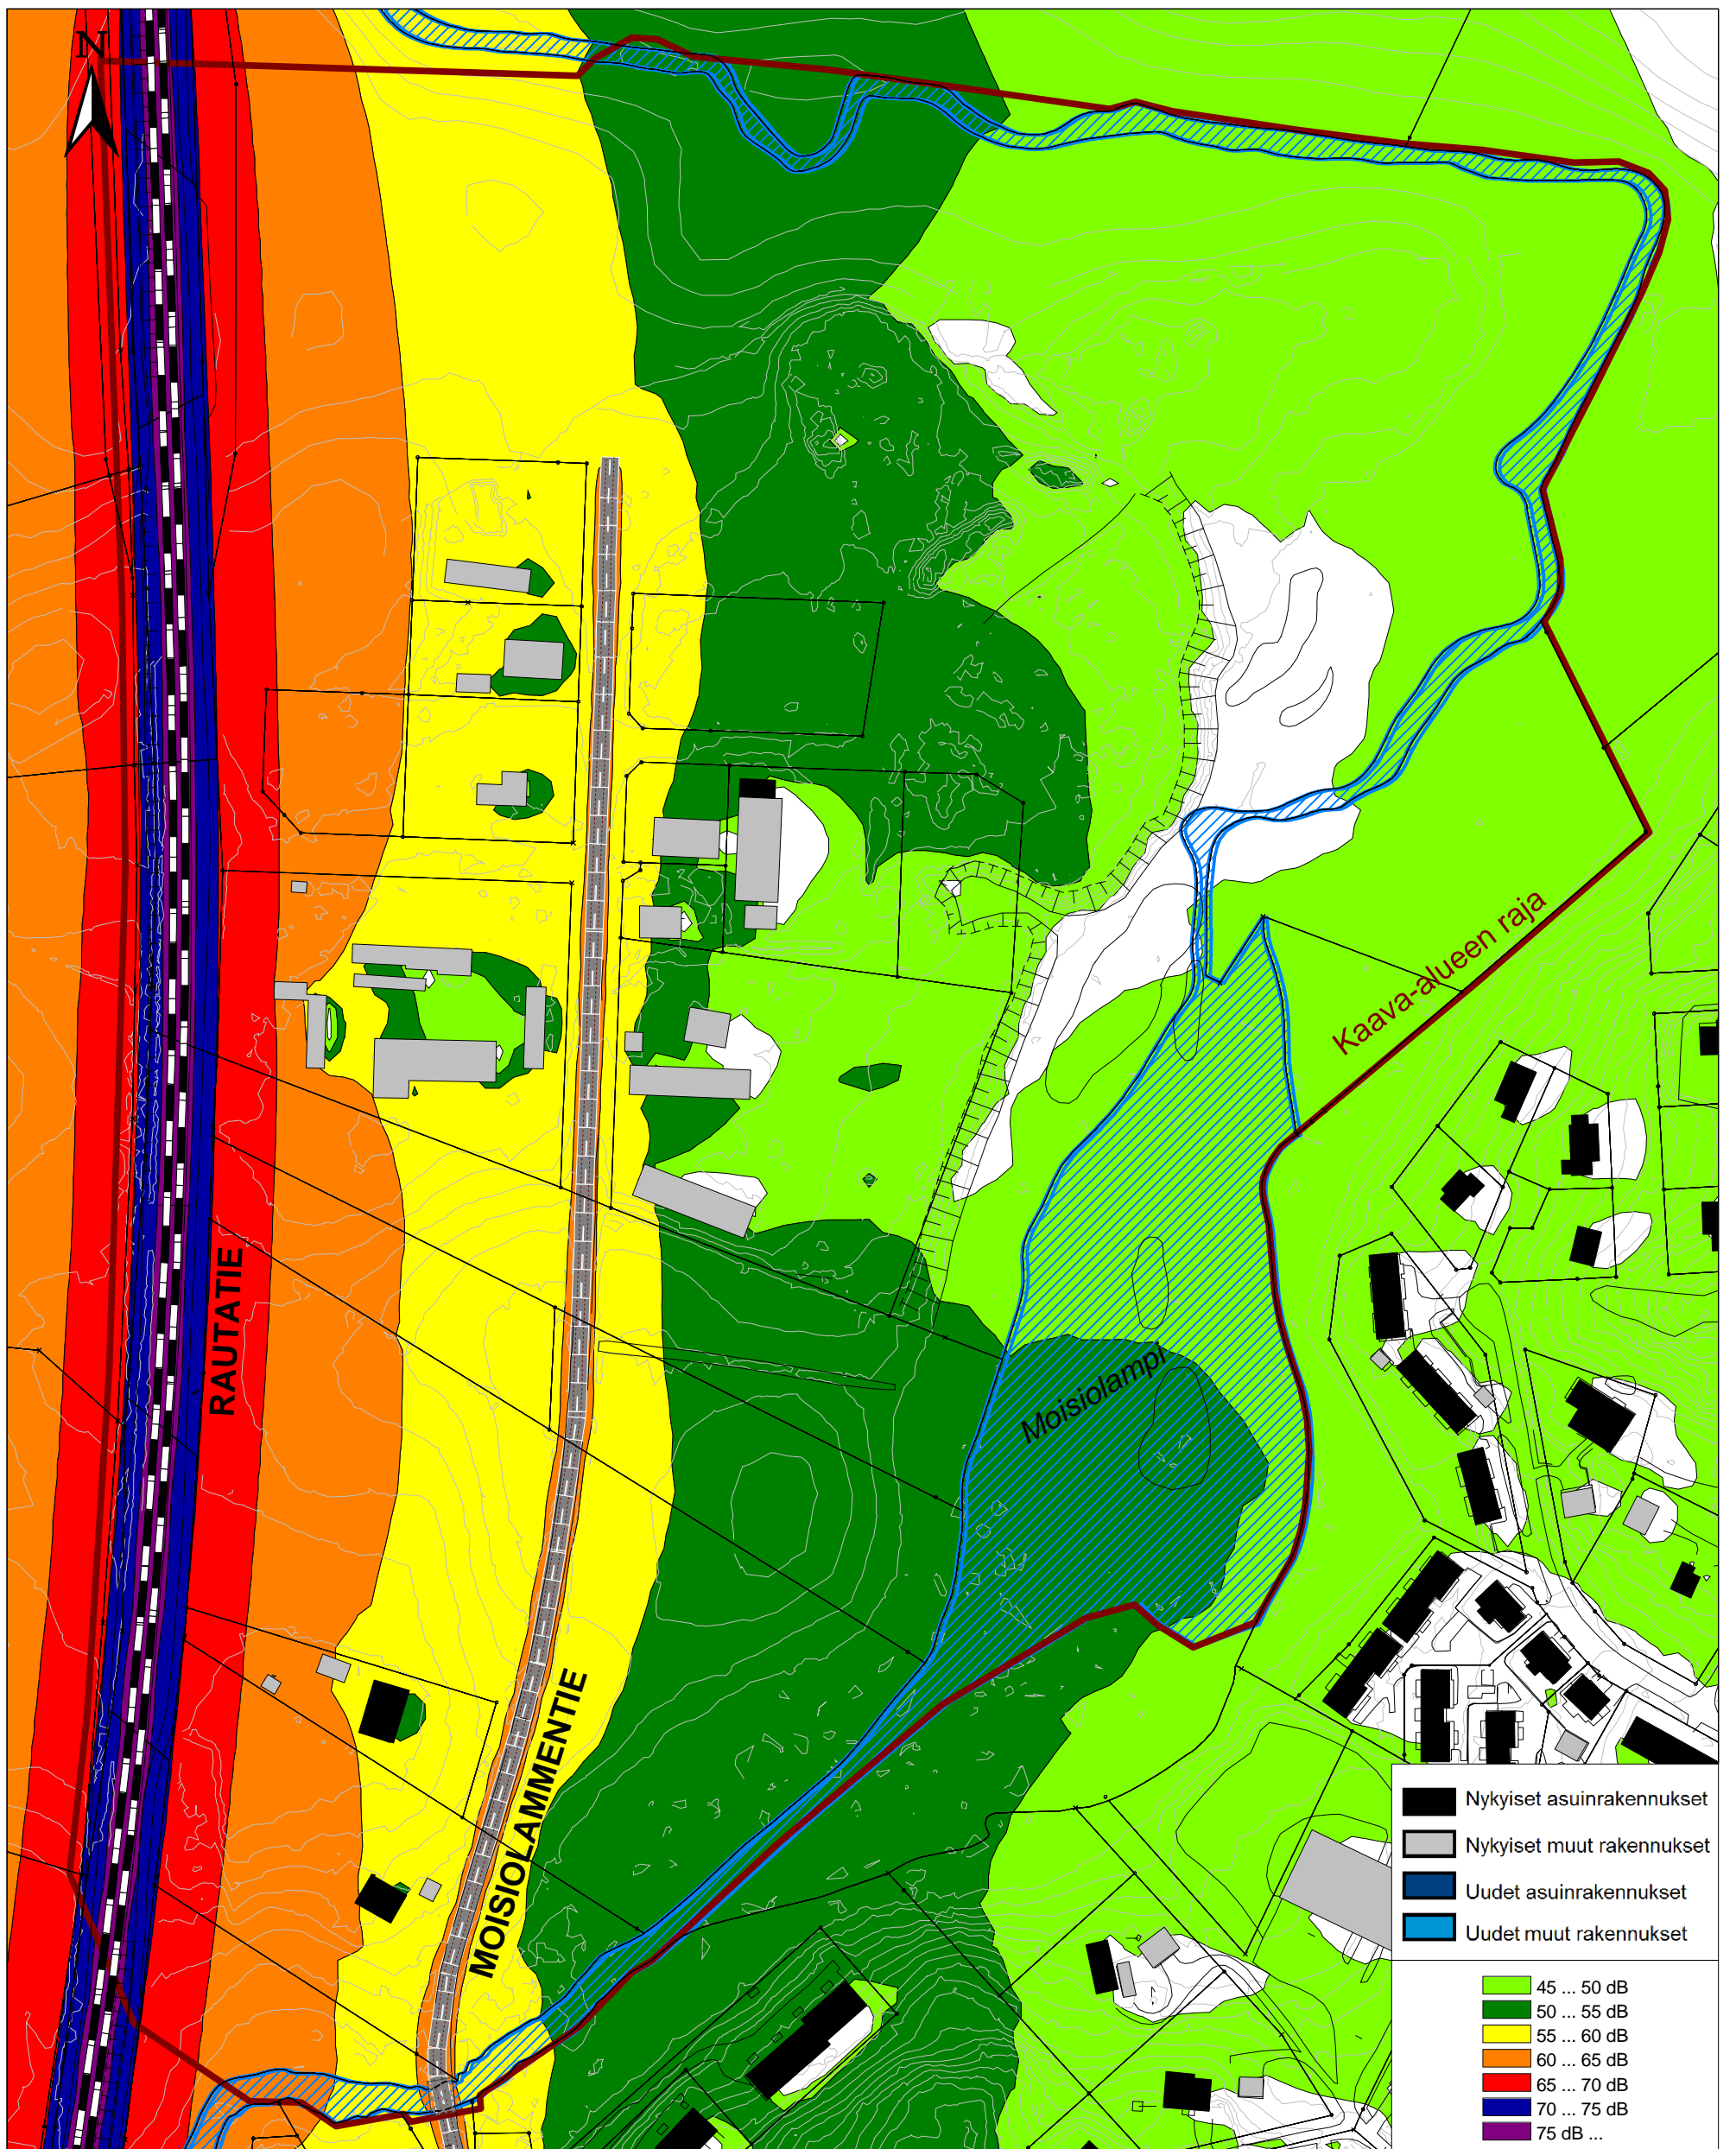 N
Kaava-alueen raja
RAUTATIE
Moisiolampi
MOISIOLAMMENTIE
Nykyiset asuinrakennukset
Nykyiset muut rakennukset
Uudet asuinrakennukset
Uudet muut rakennukset
45 ... 50 dB
50 ... 55 dB
55 ... 60 dB
60 ... 65 dB
65 ... 70 dB
70 ... 75 dB
75 dB ...